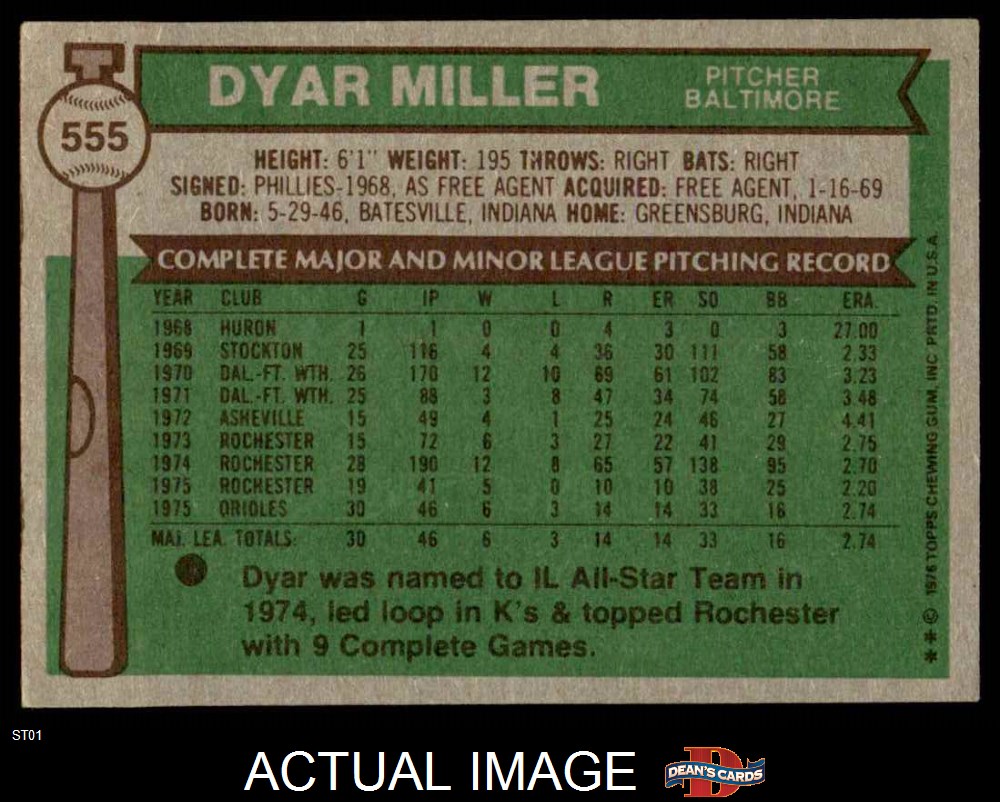 555
DYAR MILLER
PITCHER
BALTIMORE
HEIGHT: 6'1" WEIGHT: 195 THROWS: RIGHT BATS: RIGHT
SIGNED: PHILLIES-1968, AS FREE AGENT ACQUIRED: FREE AGENT, 1-16-69
BORN: 5-29-46, BATESVILLE, INDIANA HOME: GREENSBURG, INDIANA
COMPLETE MAJOR AND MINOR LEAGUE PITCHING RECORD
YEAR CLUB G IP W L R ER SO BB ERA.
1968 HURON 1 1 0 0 4 3 0 3 27.00
1969 STOCKTON 25 116 4 4 36 30 111 58 2.33
1970 DAL.-FT. WTH. 26 170 12 10 69 61 102 83 3.23
1971 DAL.-FT. WTH. 25 88 3 8 47 34 74 58 3.48
1972 ASHEVILLE 15 49 4 1 25 24 46 27 4.41
1973 ROCHESTER 15 72 6 3 27 22 41 29 2.75
1974 ROCHESTER 28 190 12 8 65 57 138 95 2.70
1975 ROCHESTER 19 41 5 0 10 10 38 25 2.20
1975 ORIOLES 30 46 6 3 14 14 33 16 2.74
MAJ. LEA. TOTALS: 30 46 6 3 14 14 33 16 2.74
Dyar was named to IL All-Star Team in
1974, led loop in K's & topped Rochester
with 9 Complete Games.
** © 1976 TOPPS CHEWING GUM, INC. PRTD. IN U.S.A.
ST01
ACTUAL IMAGE
DEAN'S CARDS